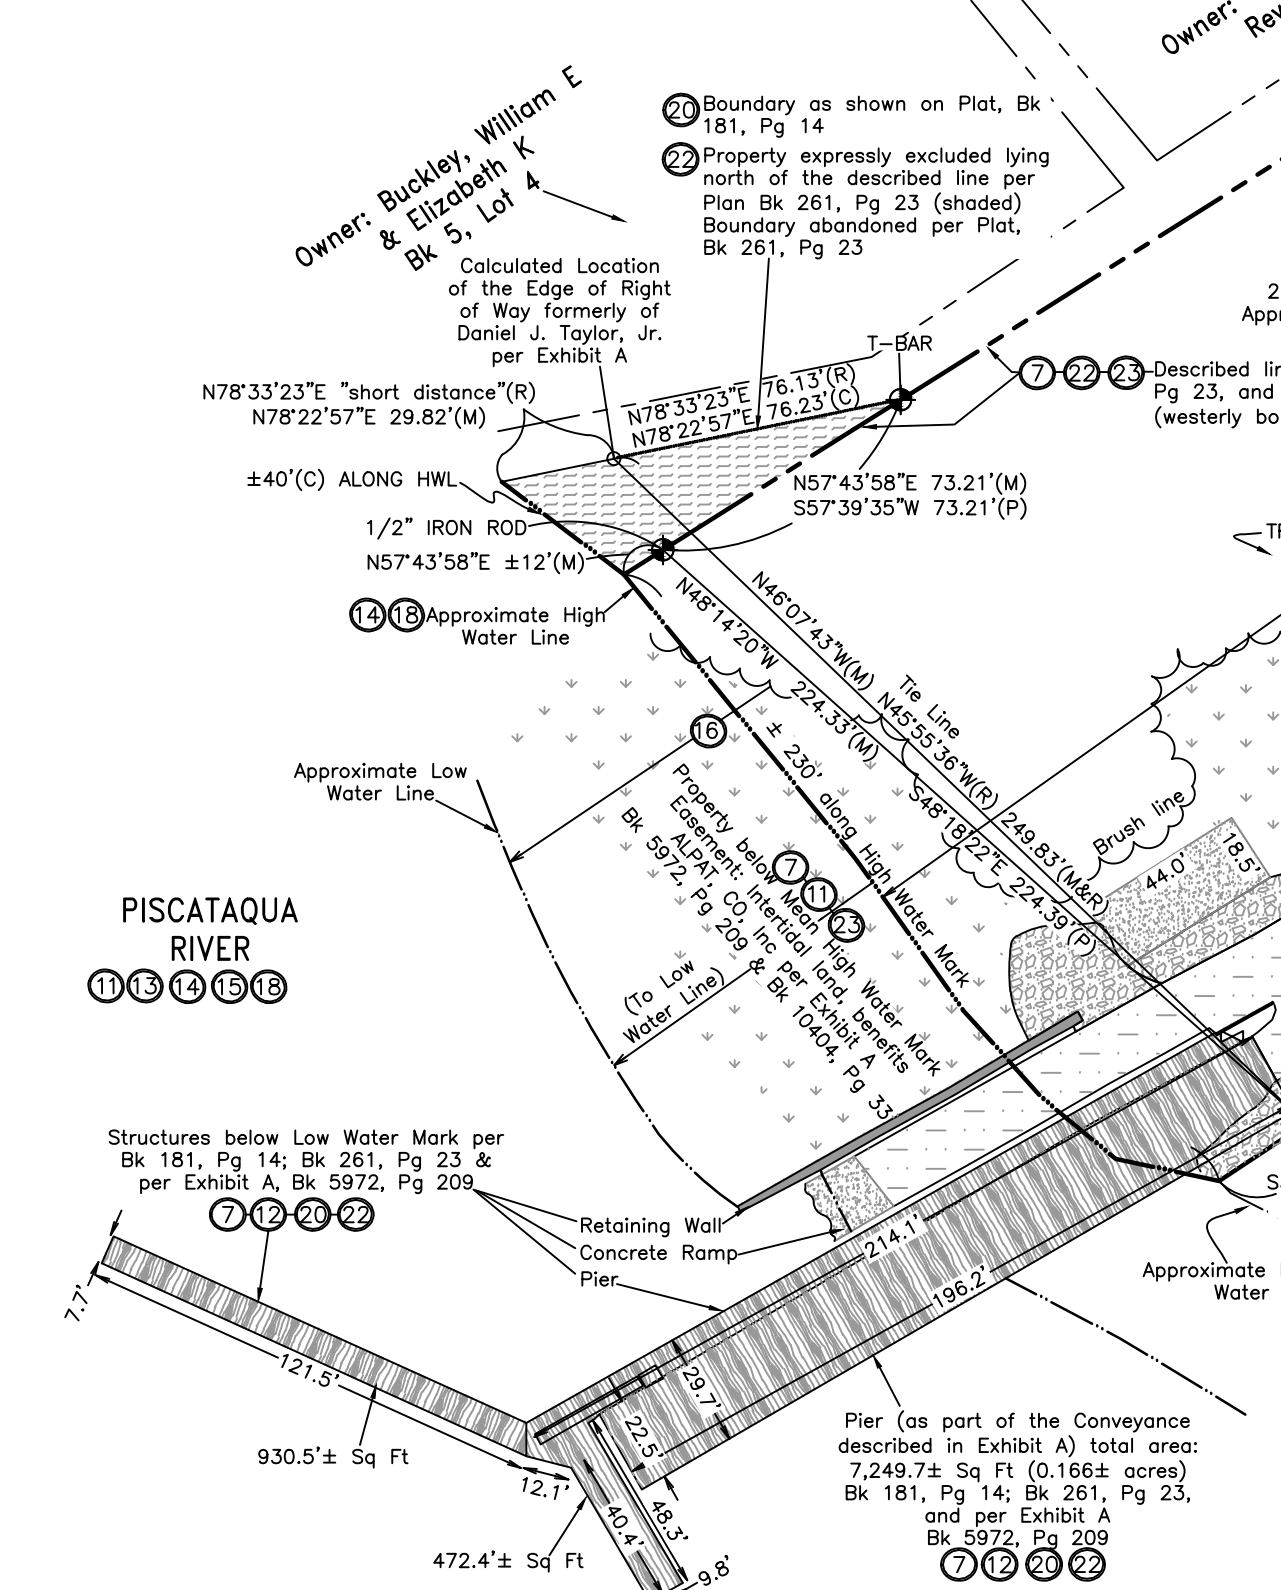 Owner:
Rev
Owner: Buckley, William E
& Elizabeth K
Bk 5, Lot 4
20 Boundary as shown on Plat, Bk
181, Pg 14
22 Property expressly excluded lying
north of the described line per
Plan Bk 261, Pg 23 (shaded)
Boundary abandoned per Plat,
Bk 261, Pg 23
Calculated Location
of the Edge of Right
of Way formerly of
Daniel J. Taylor, Jr.
per Exhibit A
2
Appr
T-BAR
7 22 23 Described lin
Pg 23, and
(westerly bo
N78°33'23"E "short distance"(R)
N78°22'57"E 29.82'(M)
N78°33'23"E 76.13'(R)
N78°22'57"E 76.23'(C)
±40'(C) ALONG HWL
N57°43'58"E 73.21'(M)
S57°39'35"W 73.21'(P)
1/2" IRON ROD
N57°43'58"E ±12'(M)
TR
14 18 Approximate High
Water Line
N48°14'20"W 224.33'(M)
N46°07'43"W(M)
N45°55'36"W(R) 249.83'(M&R)
Tie Line
S48°18'22"E 224.39'(P)
16
± 230' along High Water Mark
Approximate Low
Water Line
Property below Mean High Water Mark
Easement: Intertidal land, benefits
ALPAT, CO, Inc per Exhibit A
Bk 5972, Pg 209 & Bk 10404, Pg 33
7
11
23
Brush line
44.0'
18.5'
PISCATAQUA
RIVER
11 13 14 15 18
(To Low
Water Line)
Structures below Low Water Mark per
Bk 181, Pg 14; Bk 261, Pg 23 &
per Exhibit A, Bk 5972, Pg 209
7 12 20 22
Retaining Wall
Concrete Ramp
Pier
S
214.1'
196.2'
Approximate
Water
7.7'
121.5'
29.7'
22.5'
930.5'± Sq Ft
12.1'
48.3'
40.4'
9.8'
472.4'± Sq Ft
Pier (as part of the Conveyance
described in Exhibit A) total area:
7,249.7± Sq Ft (0.166± acres)
Bk 181, Pg 14; Bk 261, Pg 23,
and per Exhibit A
Bk 5972, Pg 209
7 12 20 22